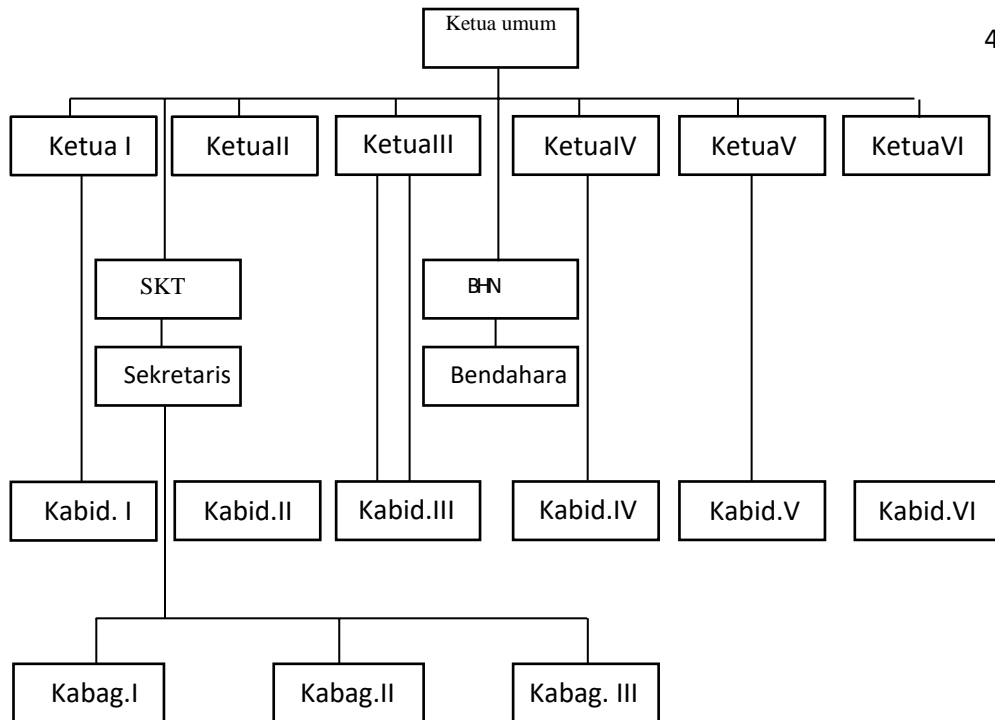 Ketua umum
4
Ketua I
KetuaII
KetuaIII
KetuaIV
KetuaV
KetuaVI
SKT
BHN
Sekretaris
Bendahara
Kabid. I
Kabid.II
Kabid.III
Kabid.IV
Kabid.V
Kabid.VI
Kabag.I
Kabag.II
Kabag. III